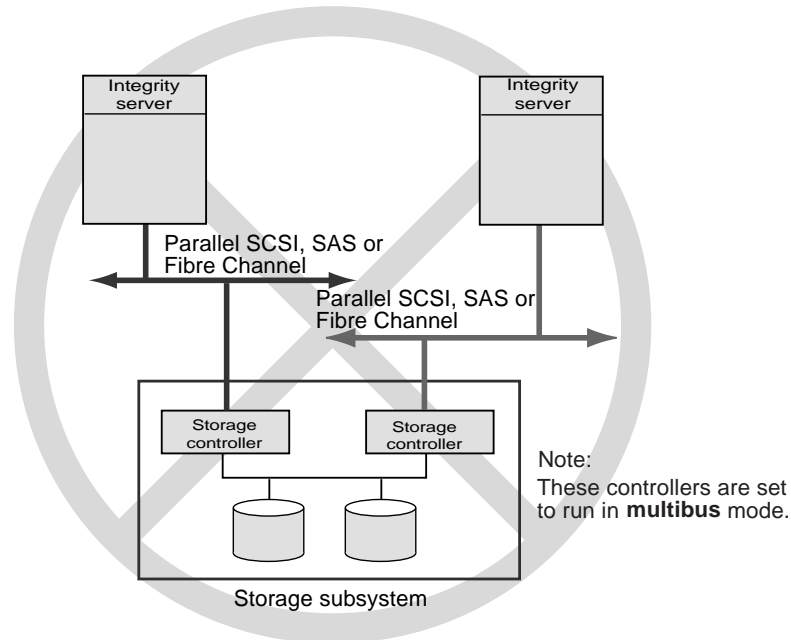 Integrity
server
Integrity
server
Parallel SCSI, SAS or
Fibre Channel
Parallel SCSI, SAS or
Fibre Channel
Storage
controller
Storage
controller
Note:
These controllers are set
to run in multibus mode.
Storage subsystem